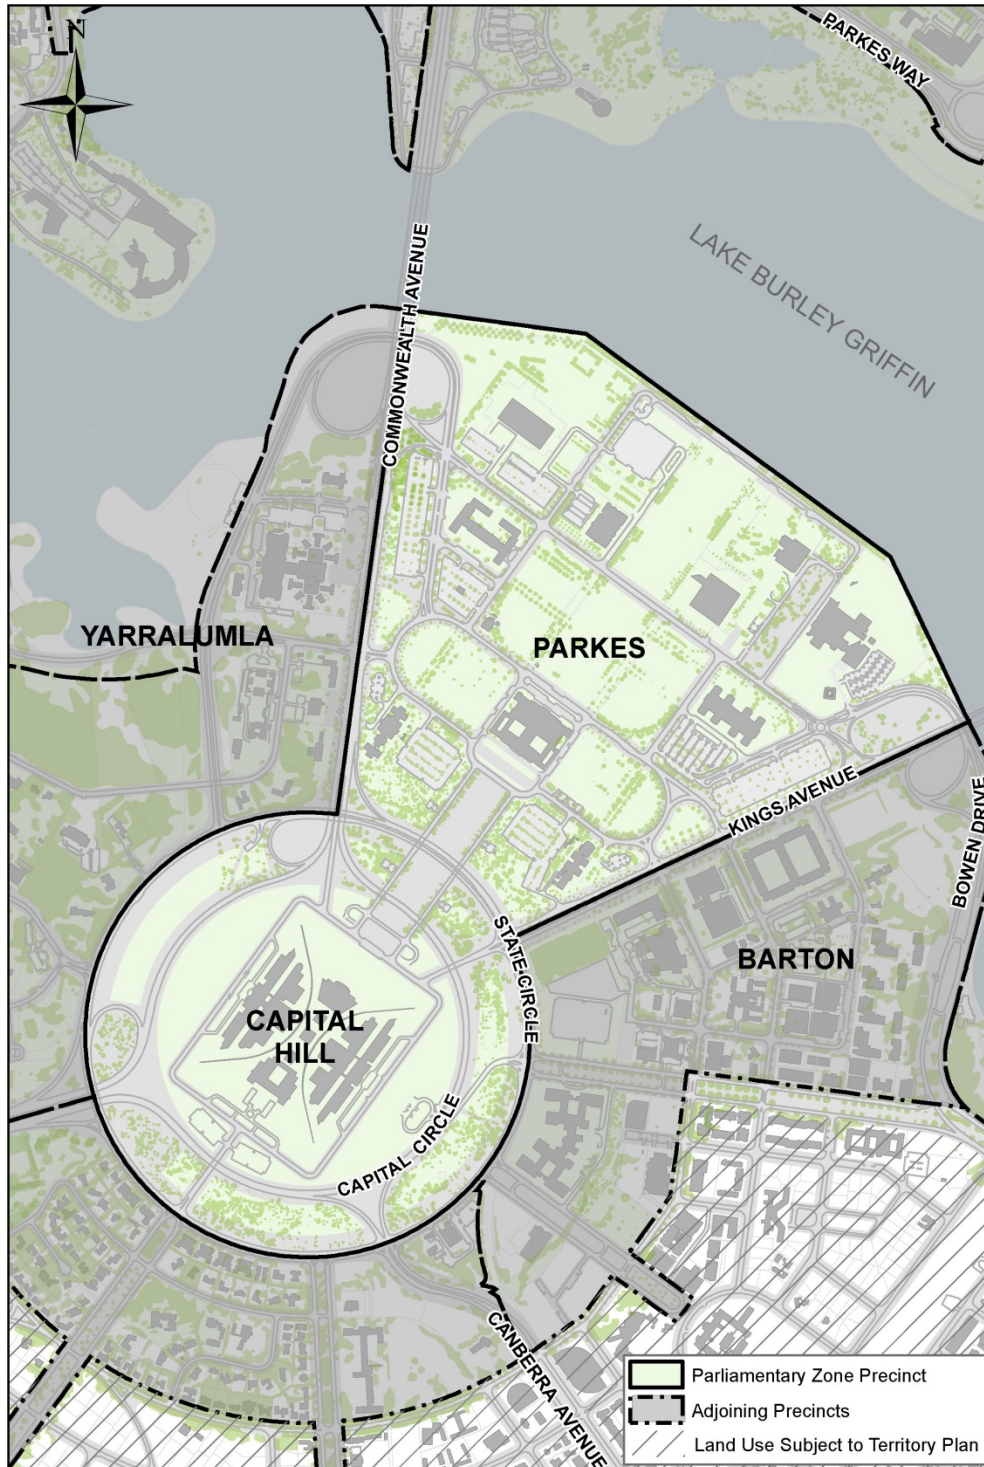 N
PARKES WAY
LAKE BURLEY GRIFFIN
COMMONWEALTH AVENUE
YARRALUMLA
PARKES
KINGS AVENUE
BOWEN DRIVE
STATE CIRCLE
BARTON
CAPITAL
HILL
CAPITAL CIRCLE
CANBERRA AVENUE
Parliamentary Zone Precinct
Adjoining Precincts
Land Use Subject to Territory Plan